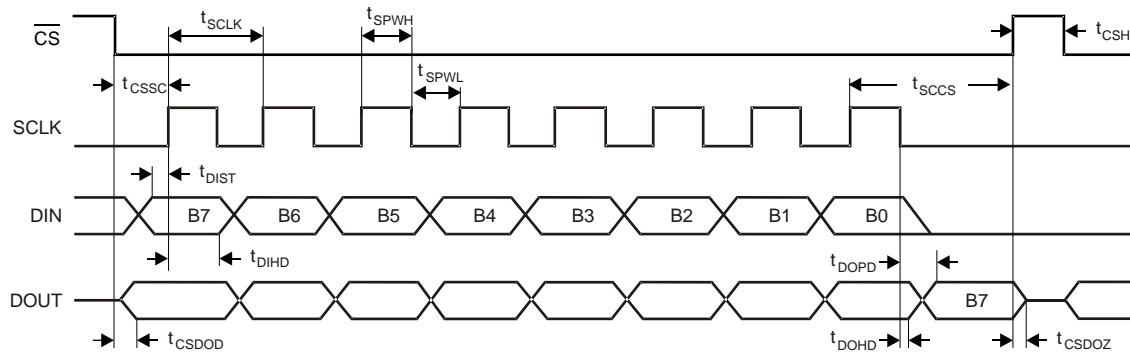 tSCLK
tSPWH
CS
tCSH
tSPWL
tCSSC
tSCCS
SCLK
tDIST
DIN
B7 B6 B5 B4 B3 B2 B1 B0
tDIHD
tDOPD
DOUT
B7
tCSDOD
tDOHD
tCSDOZ